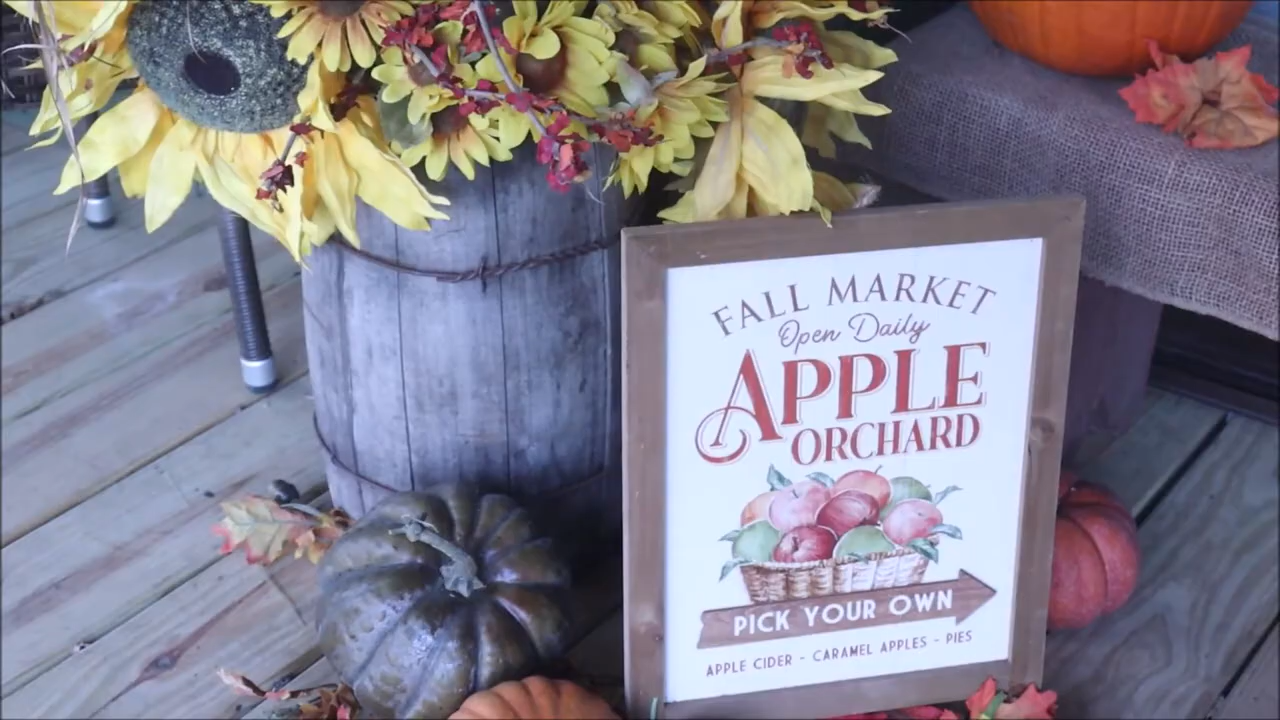 FALL MARKET
Open Daily
APPLE
ORCHARD
PICK YOUR OWN
APPLE CIDER - CARAMEL APPLES - PIES